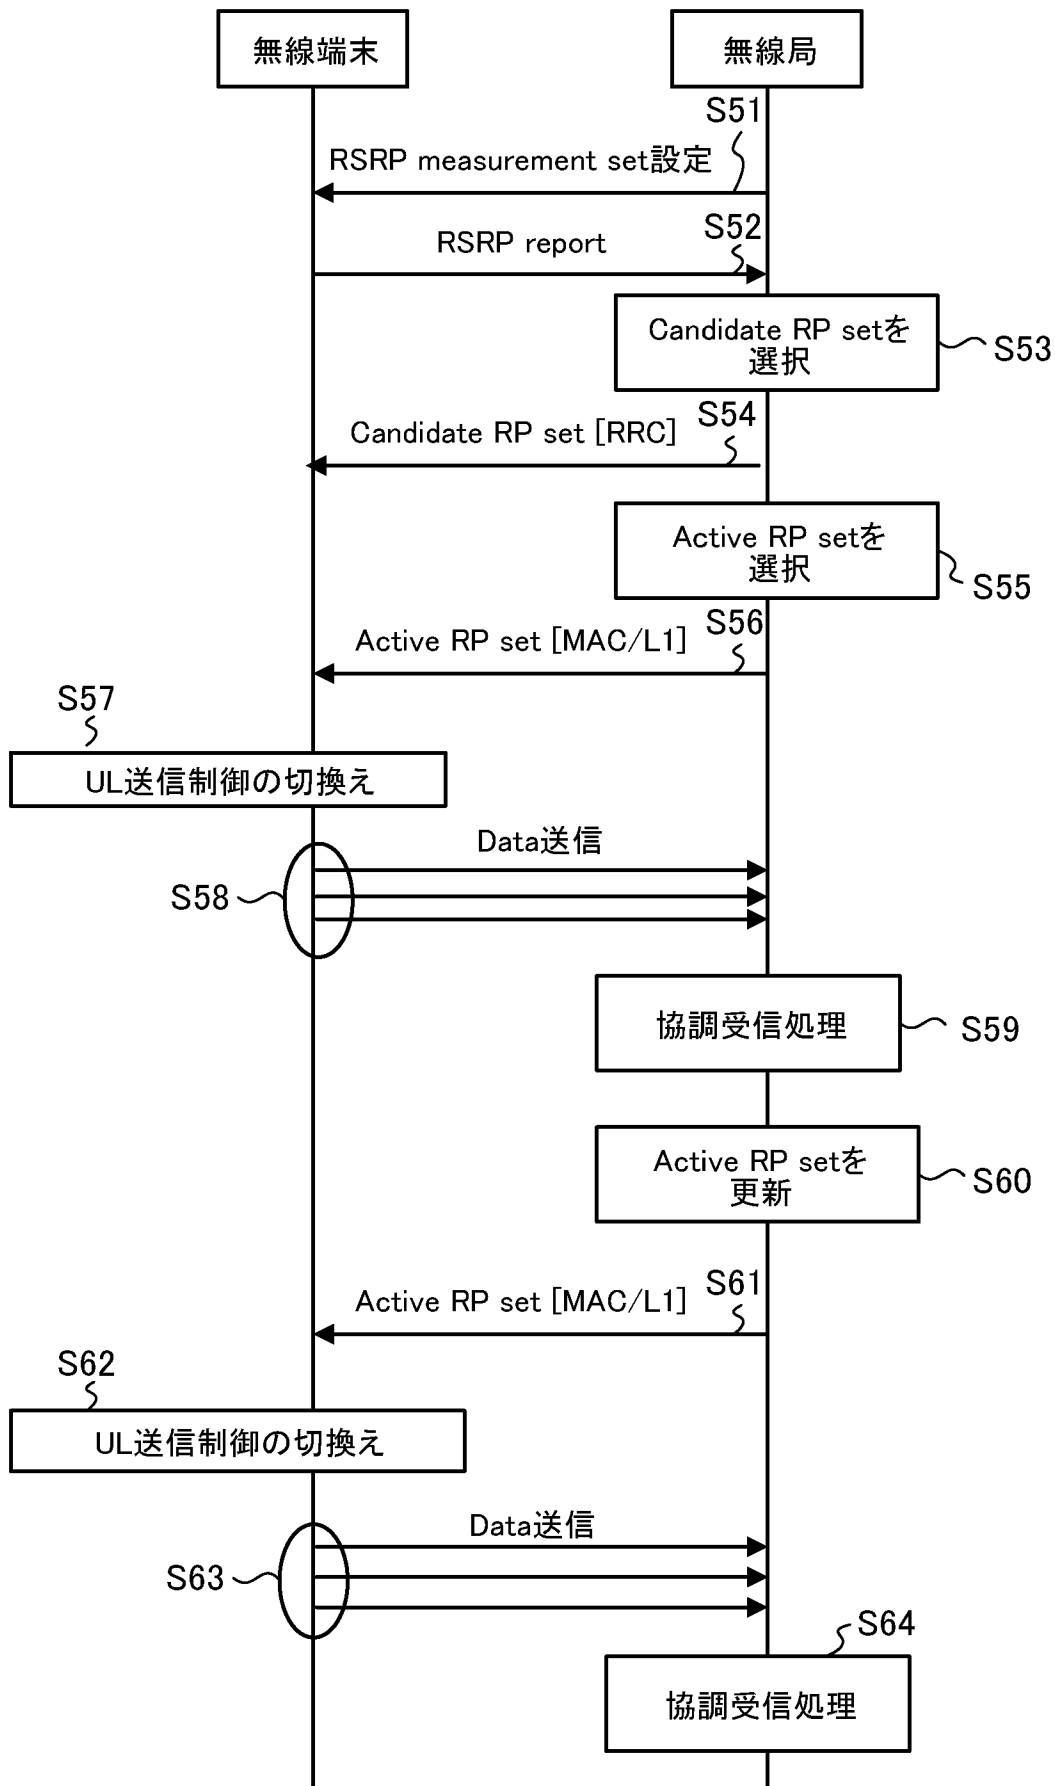 無線端末
無線局
S51
RSRP measurement set設定
S52
RSRP report
Candidate RP setを
選択
S53
S54
Candidate RP set [RRC]
Active RP setを
選択
S55
S56
Active RP set [MAC/L1]
S57
UL送信制御の切換え
Data送信
S58
協調受信処理
S59
Active RP setを
更新
S60
S61
Active RP set [MAC/L1]
S62
UL送信制御の切換え
Data送信
S63
S64
協調受信処理